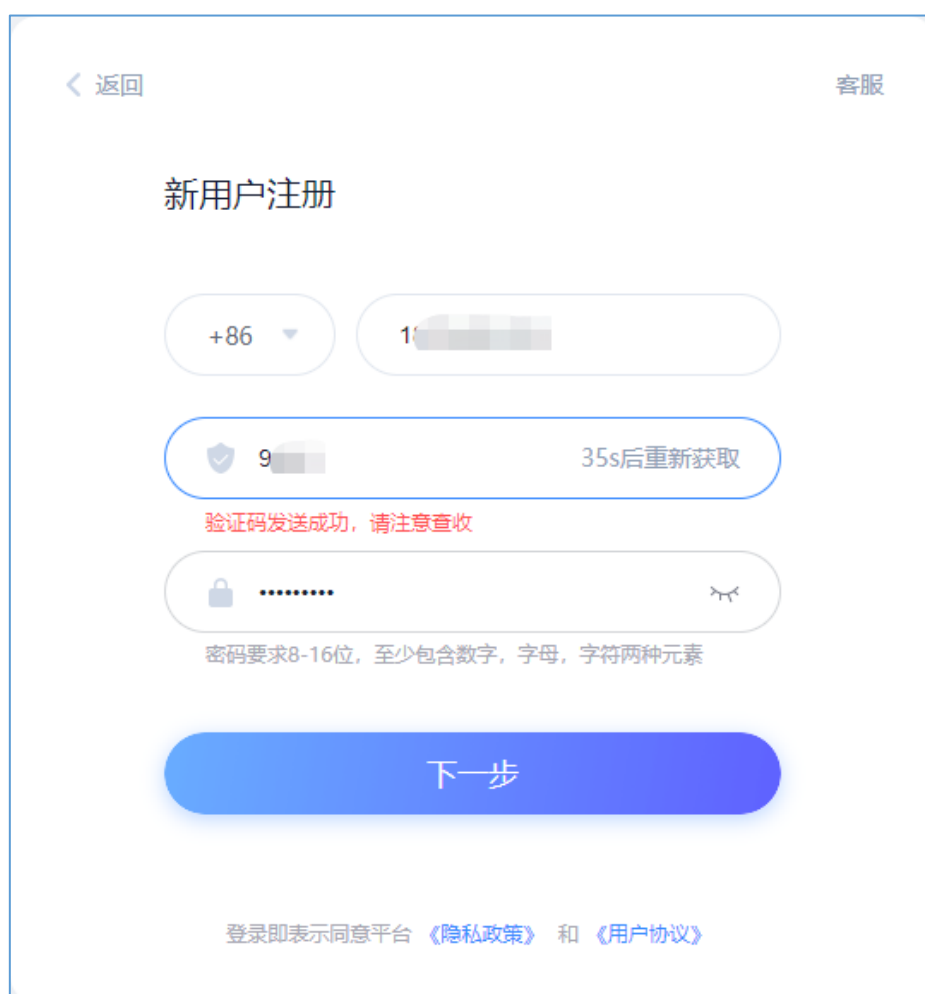 返回
客服
新用户注册
+86
1
9
35s后重新获取
验证码发送成功，请注意查收
•••••••••
密码要求8-16位，至少包含数字，字母，字符两种元素
下一步
登录即表示同意平台 《隐私政策》 和 《用户协议》